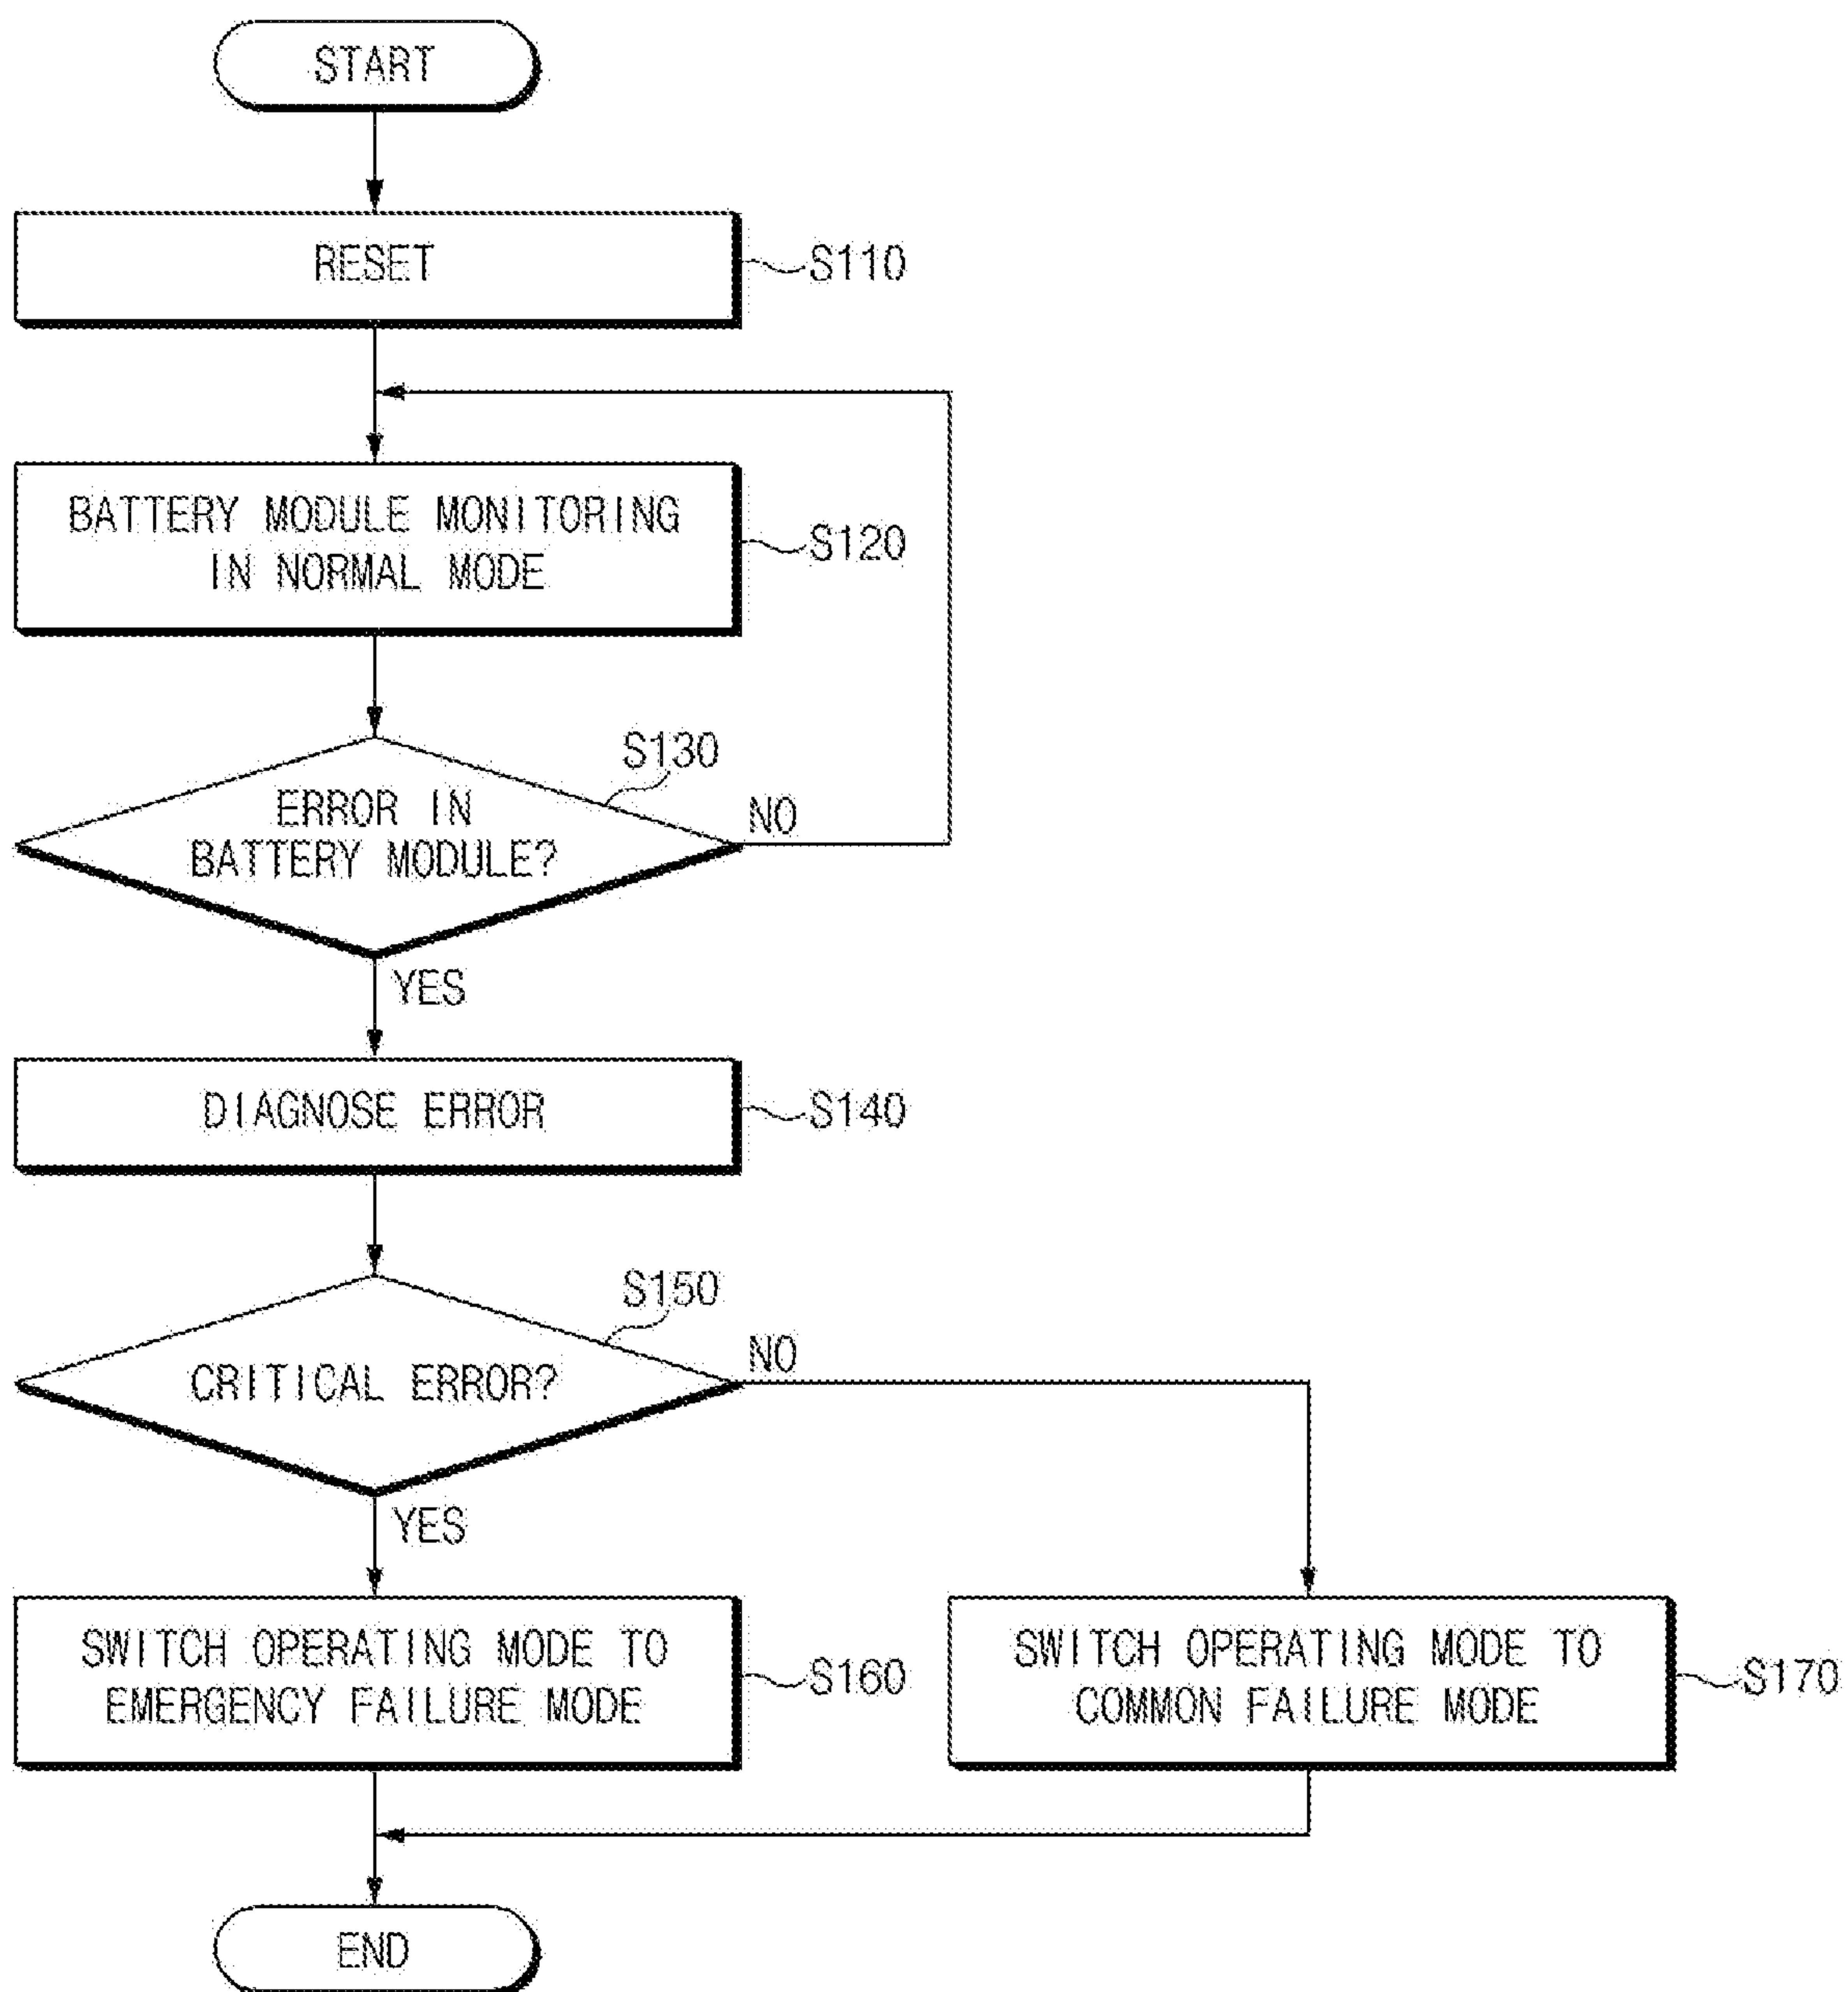 START
RESET
S110
BATTERY MODULE MONITORING
IN NORMAL MODE
S120
S130
ERROR IN
BATTERY MODULE?
NO
YES
DIAGNOSE ERROR
S140
S150
CRITICAL ERROR?
NO
YES
SWITCH OPERATING MODE TO
EMERGENCY FAILURE MODE
S160
SWITCH OPERATING MODE TO
COMMON FAILURE MODE
S170
END